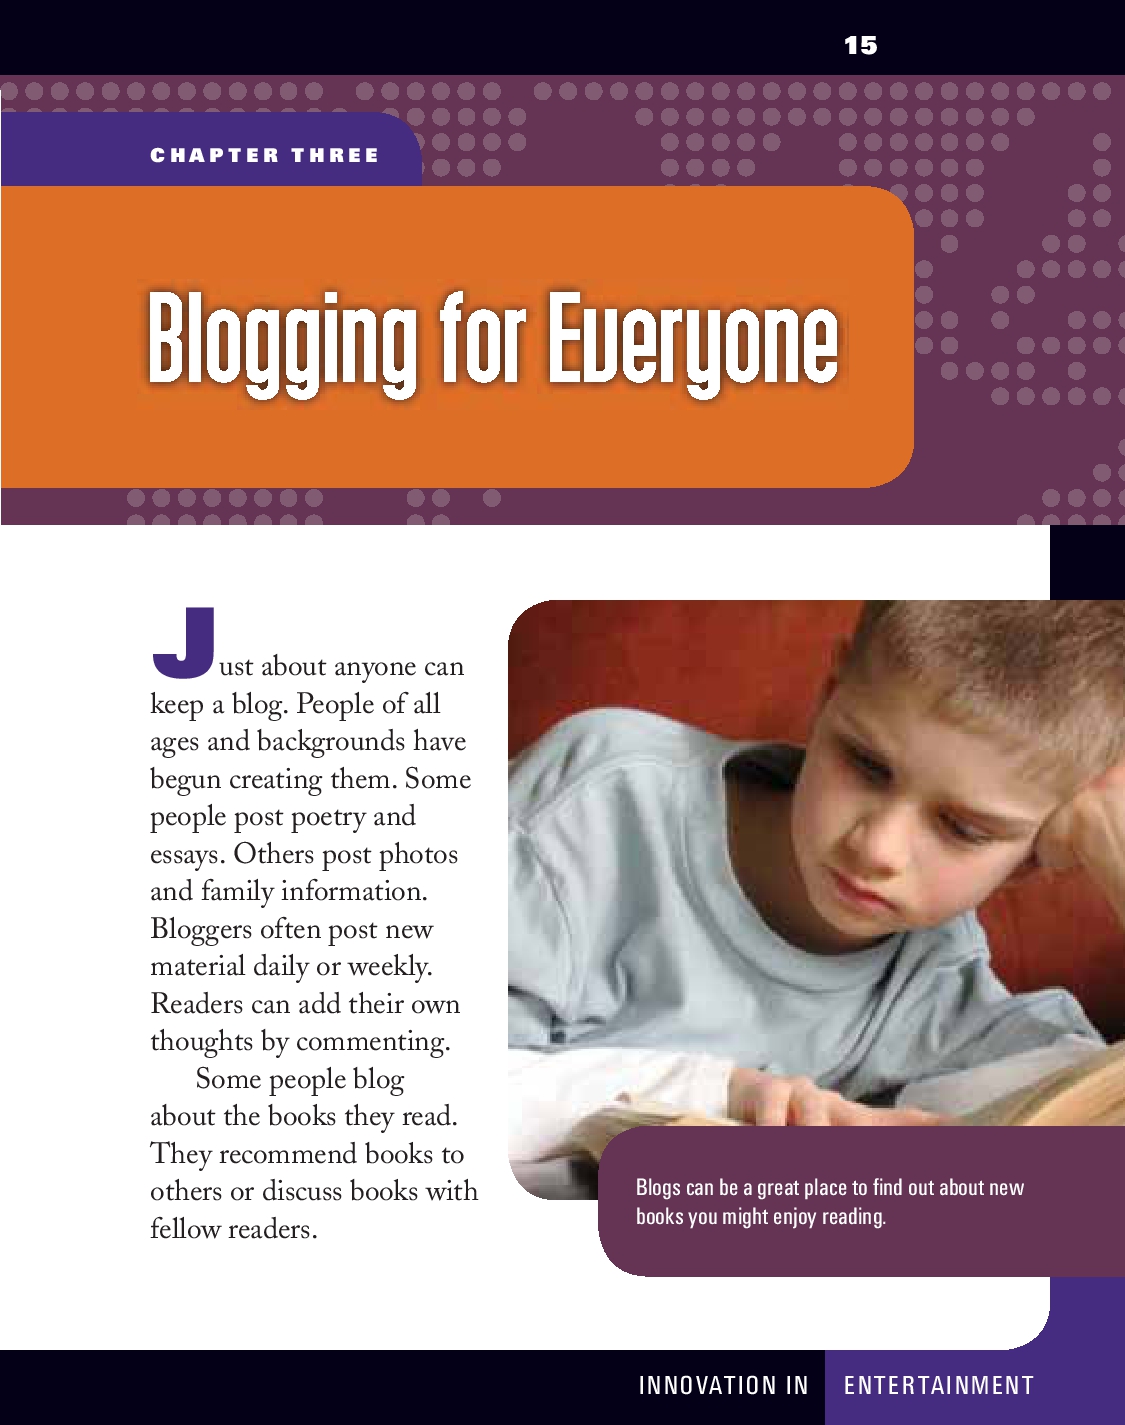 15
CHAPTER THREE
Blogging for Everyone
Just about anyone can
keep a blog. People of all
ages and backgrounds have
begun creating them. Some
people post poetry and
essays. Others post photos
and family information.
Bloggers often post new
material daily or weekly.
Readers can add their own
thoughts by commenting.
Some people blog
about the books they read.
They recommend books to
others or discuss books with
fellow readers.
Blogs can be a great place to find out about new
books you might enjoy reading.
INNOVATION IN ENTERTAINMENT